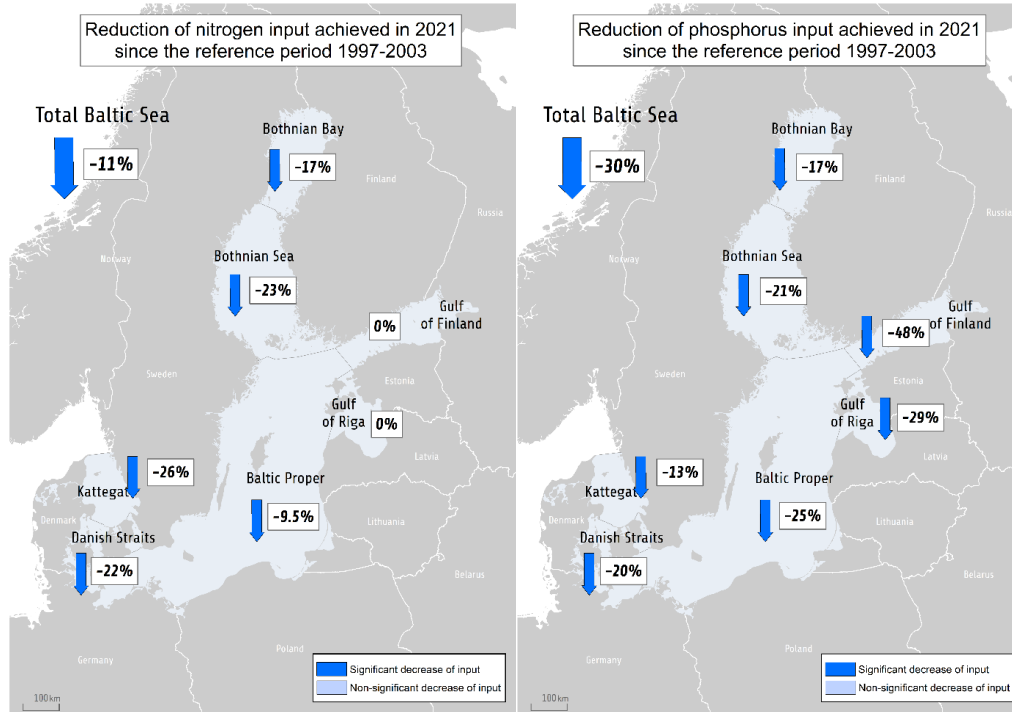 Reduction of nitrogen input achieved in 2021
since the reference period 1997-2003
Total Baltic Sea
-11%
Bothnian Bay
-17%
Finland
Russia
Norway
Bothnian Sea
-23%
Gulf
of Finland
0%
Sweden
Estonia
Gulf
of Riga
0%
Latvia
-26%
Kattegat
Baltic Proper
-9.5%
Denmark
Lithuania
Danish Straits
-22%
Belarus
Poland
Germany
Significant decrease of input
Non-significant decrease of input
100km
Reduction of phosphorus input achieved in 2021
since the reference period 1997-2003
Total Baltic Sea
-30%
Bothnian Bay
-17%
Finland
Russia
Norway
Bothnian Sea
-21%
Gulf
of Finland
-48%
Sweden
Estonia
Gulf
of Riga
-29%
Latvia
-13%
Kattegat
Baltic Proper
-25%
Denmark
Lithuania
Danish Straits
-20%
Belarus
Poland
Germany
Significant decrease of input
Non-significant decrease of input
100km